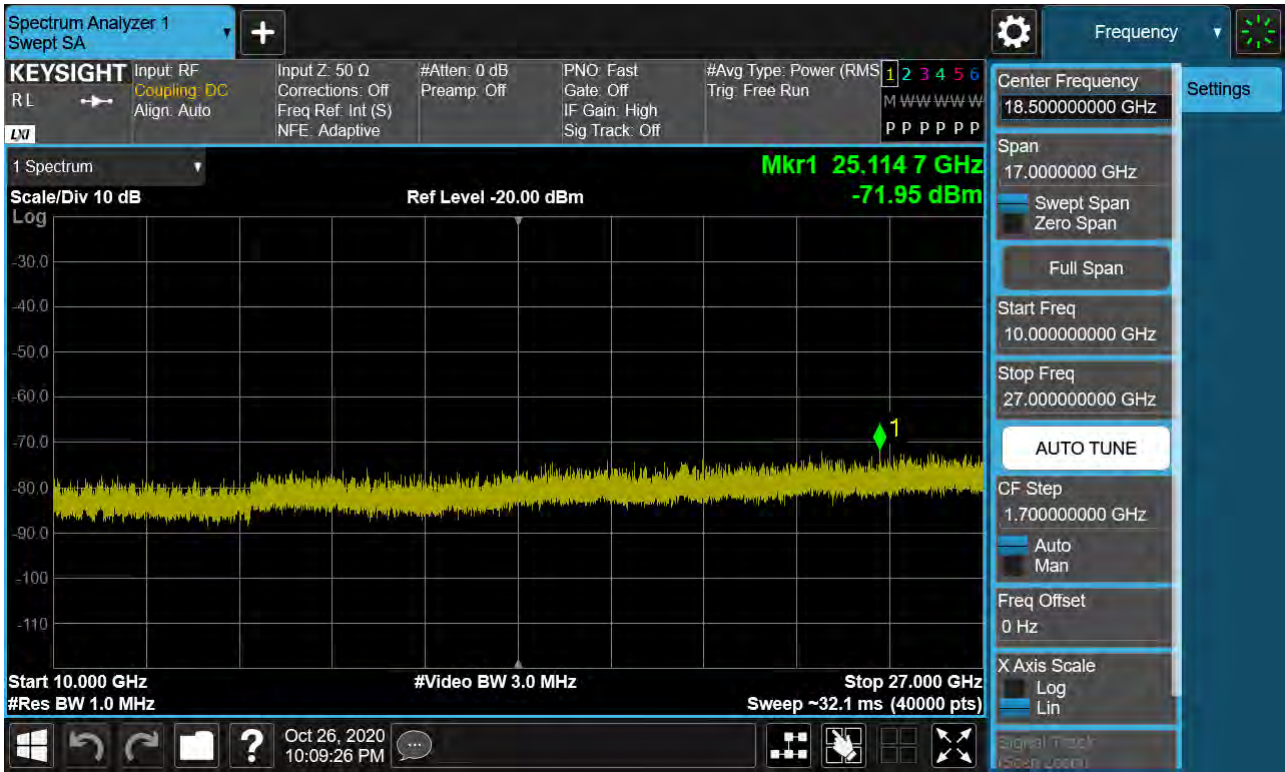 Spectrum Analyzer 1
Swept SA
+
Frequency
KEYSIGHT
RL
LXI
Input: RF
Coupling: DC
Align: Auto
Input Z: 50 Ω
Corrections: Off
Freq Ref: Int (S)
NFE: Adaptive
#Atten: 0 dB
Preamp: Off
PNO: Fast
Gate: Off
IF Gain: High
Sig Track: Off
#Avg Type: Power (RMS
Trig: Free Run
1 2 3 4 5 6
M W W W W W
P P P P P P
1 Spectrum
Scale/Div 10 dB
Log
Ref Level -20.00 dBm
Mkr1 25.114 7 GHz
-71.95 dBm
-30.0
-40.0
-50.0
-60.0
-70.0
-80.0
-90.0
-100
-110
1
Start 10.000 GHz
#Res BW 1.0 MHz
#Video BW 3.0 MHz
Stop 27.000 GHz
Sweep ~32.1 ms (40000 pts)
Center Frequency
18.500000000 GHz
Span
17.0000000 GHz
Swept Span
Zero Span
Full Span
Start Freq
10.000000000 GHz
Stop Freq
27.000000000 GHz
AUTO TUNE
CF Step
1.700000000 GHz
Auto
Man
Freq Offset
0 Hz
X Axis Scale
Log
Lin
Signal Track
(Span Zoom)
Settings
?
Oct 26, 2020
10:09:26 PM